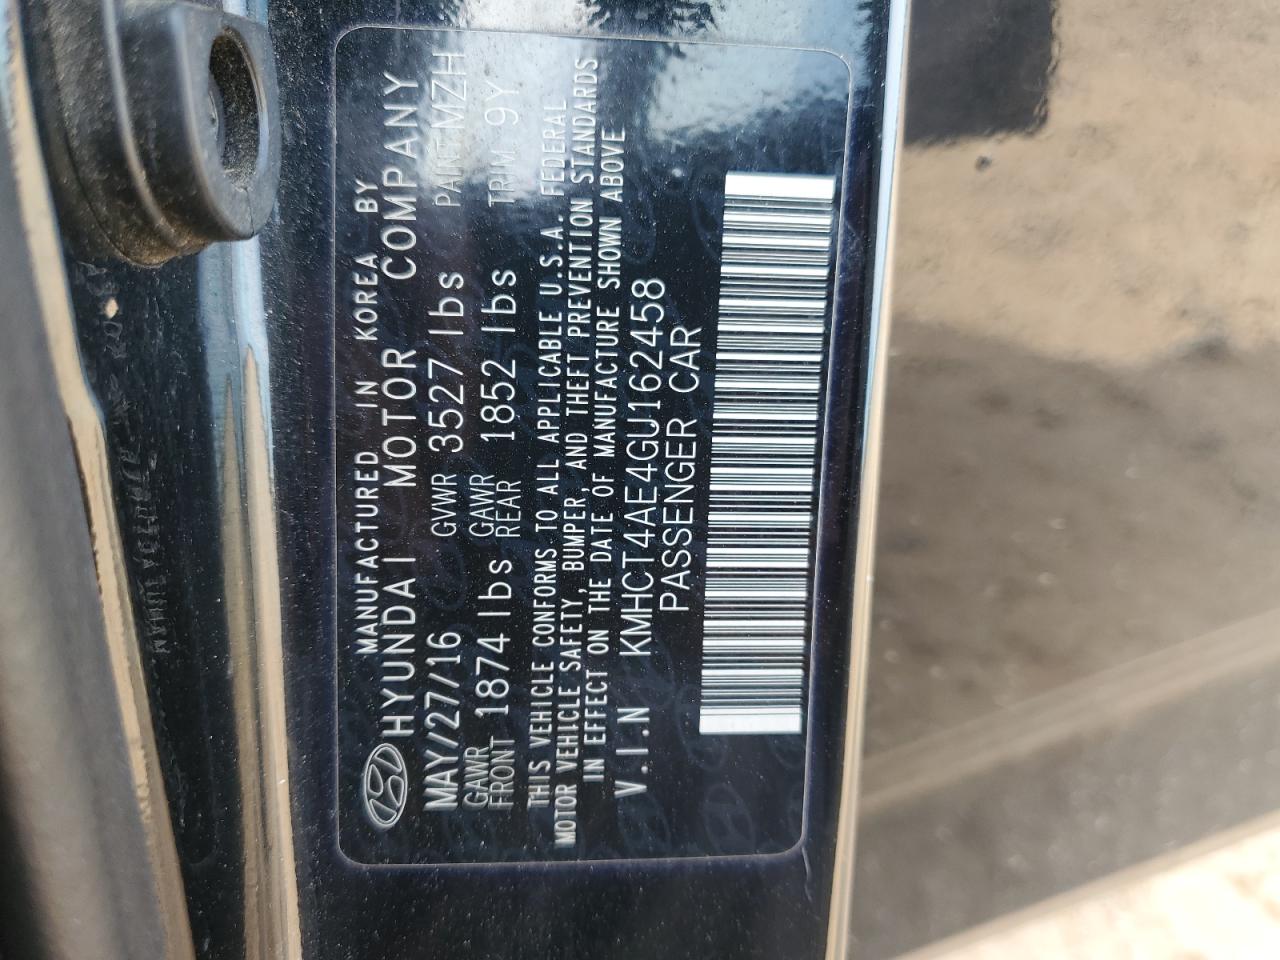 MANUFACTURED IN KOREA BY
HYUNDAI MOTOR COMPANY
MAY/27/16 GVWR 3527 lbs PAINT MZH
GAWR FRONT 1874 lbs GAWR REAR 1852 lbs TRIM 9Y
THIS VEHICLE CONFORMS TO ALL APPLICABLE U.S.A. FEDERAL
MOTOR VEHICLE SAFETY, BUMPER, AND THEFT PREVENTION STANDARDS
IN EFFECT ON THE DATE OF MANUFACTURE SHOWN ABOVE
V.I.N KMHCT4AE4GU162458
PASSENGER CAR